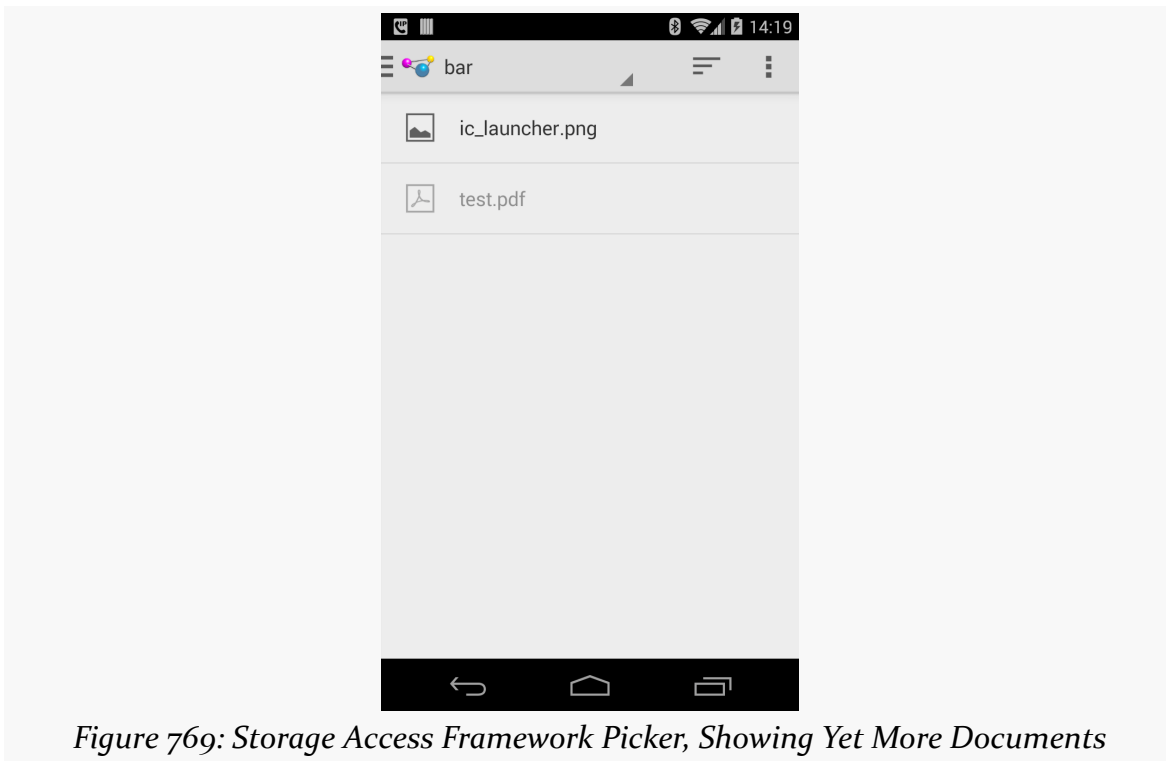 14:19
bar
ic_launcher.png
test.pdf
Figure 769: Storage Access Framework Picker, Showing Yet More Documents